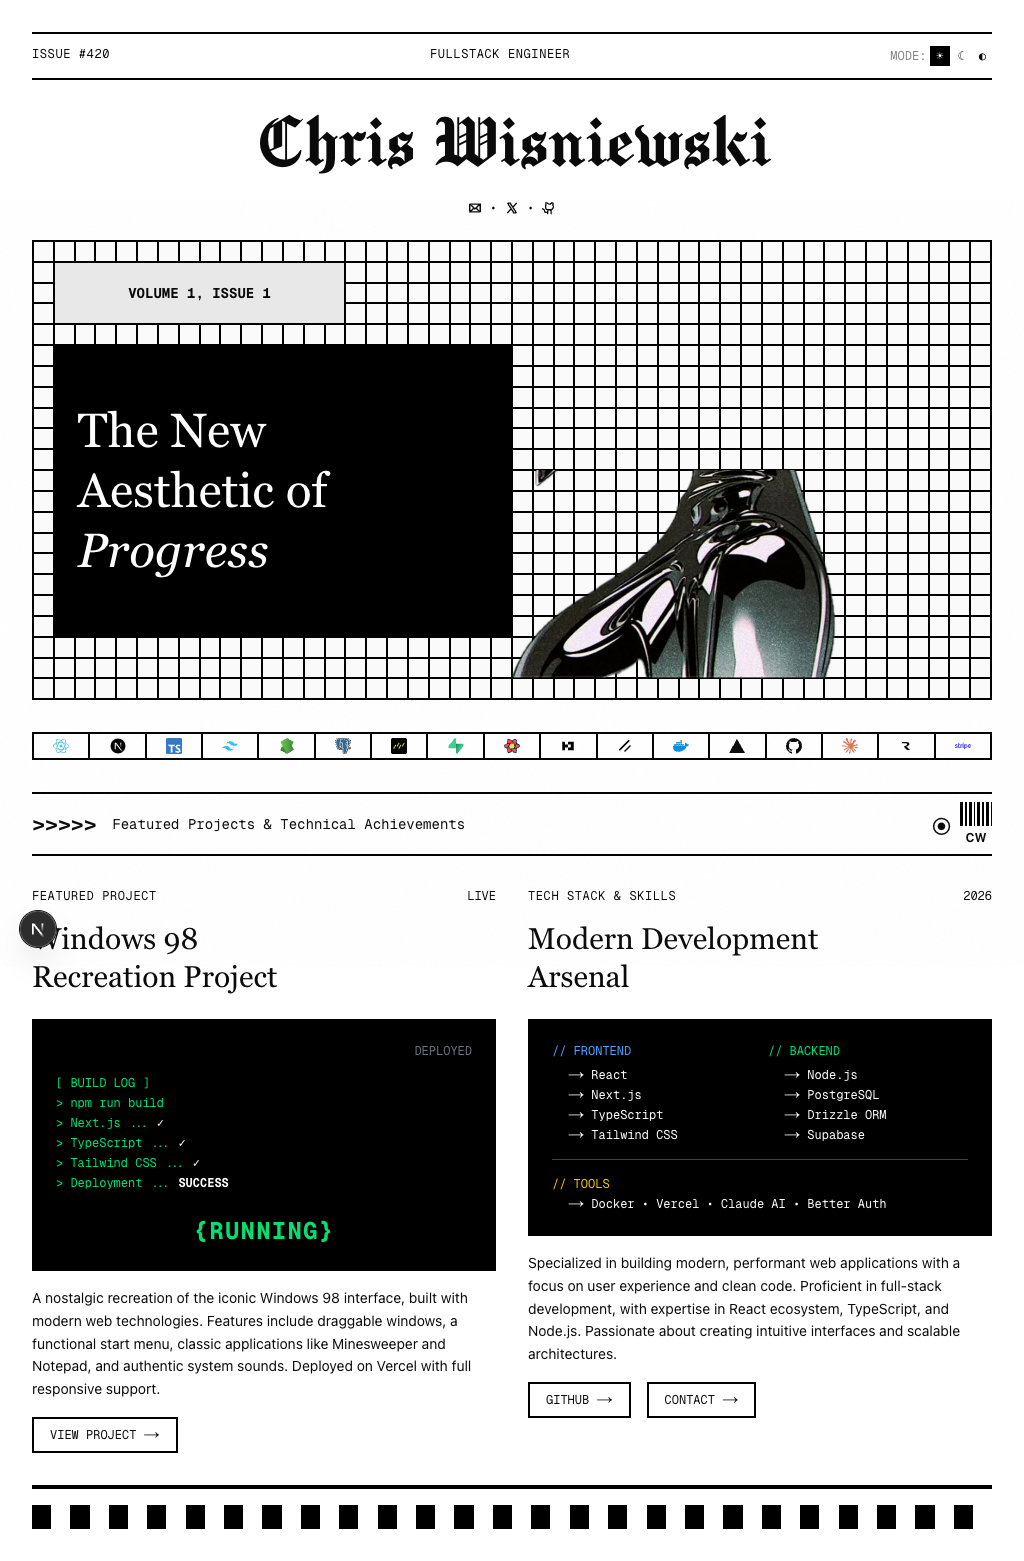 ISSUE #420
FULLSTACK ENGINEER
MODE:
Chris Wisniewski
VOLUME 1, ISSUE 1
The New
Aesthetic of
Progress
TS
stripe
>>>>> Featured Projects & Technical Achievements
CW
FEATURED PROJECT
LIVE
Windows 98
Recreation Project
DEPLOYED
[ BUILD LOG ]
> npm run build
> Next.js ... ✓
> TypeScript ... ✓
> Tailwind CSS ... ✓
> Deployment ... SUCCESS
{RUNNING}
A nostalgic recreation of the iconic Windows 98 interface, built with
modern web technologies. Features include draggable windows, a
functional start menu, classic applications like Minesweeper and
Notepad, and authentic system sounds. Deployed on Vercel with full
responsive support.
VIEW PROJECT →
TECH STACK & SKILLS
2026
Modern Development
Arsenal
// FRONTEND
→ React
→ Next.js
→ TypeScript
→ Tailwind CSS
// BACKEND
→ Node.js
→ PostgreSQL
→ Drizzle ORM
→ Supabase
// TOOLS
→ Docker • Vercel • Claude AI • Better Auth
Specialized in building modern, performant web applications with a
focus on user experience and clean code. Proficient in full-stack
development, with expertise in React ecosystem, TypeScript, and
Node.js. Passionate about creating intuitive interfaces and scalable
architectures.
GITHUB →
CONTACT →